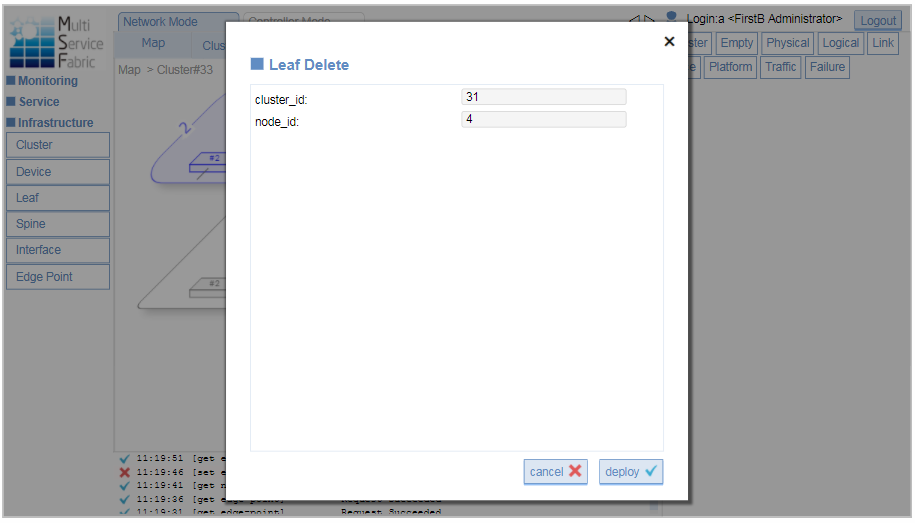 Multi
Service
Fabric
Network Mode
Controller Mode
Login:a <FirstB Administrator>
Logout
Map
Empty
Physical
Logical
Link
Platform
Traffic
Failure
Map > Cluster#33
Monitoring
Service
Infrastructure
Cluster
Device
Leaf
Spine
Interface
Edge Point
2
#2
#2
Leaf Delete
cluster_id: 31
node_id: 4
cancel
deploy
11:19:51 [get
11:19:46 [set
11:19:41 [get
11:19:36 [get edge-point] Request Succeeded
11:19:31 [get edge-point] Request Succeeded